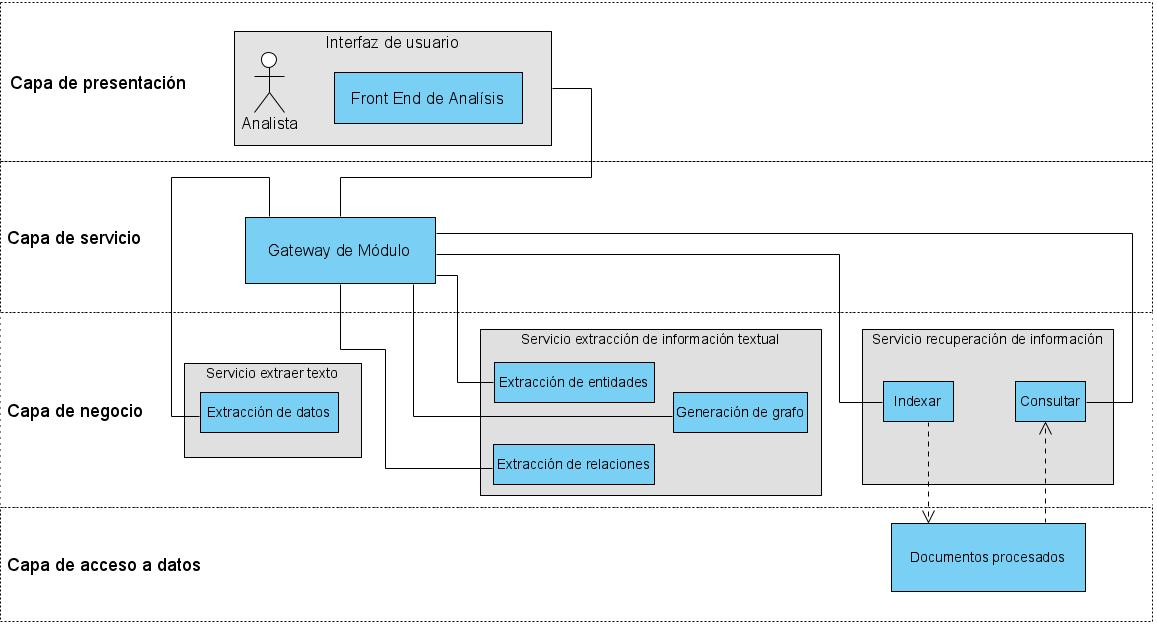 Capa de presentación
Interfaz de usuario
Analista
Front End de Analísis
Capa de servicio
Gateway de Módulo
Capa de negocio
Servicio extraer texto
Extracción de datos
Servicio extracción de información textual
Extracción de entidades
Generación de grafo
Extracción de relaciones
Servicio recuperación de información
Indexar
Consultar
Capa de acceso a datos
Documentos procesados